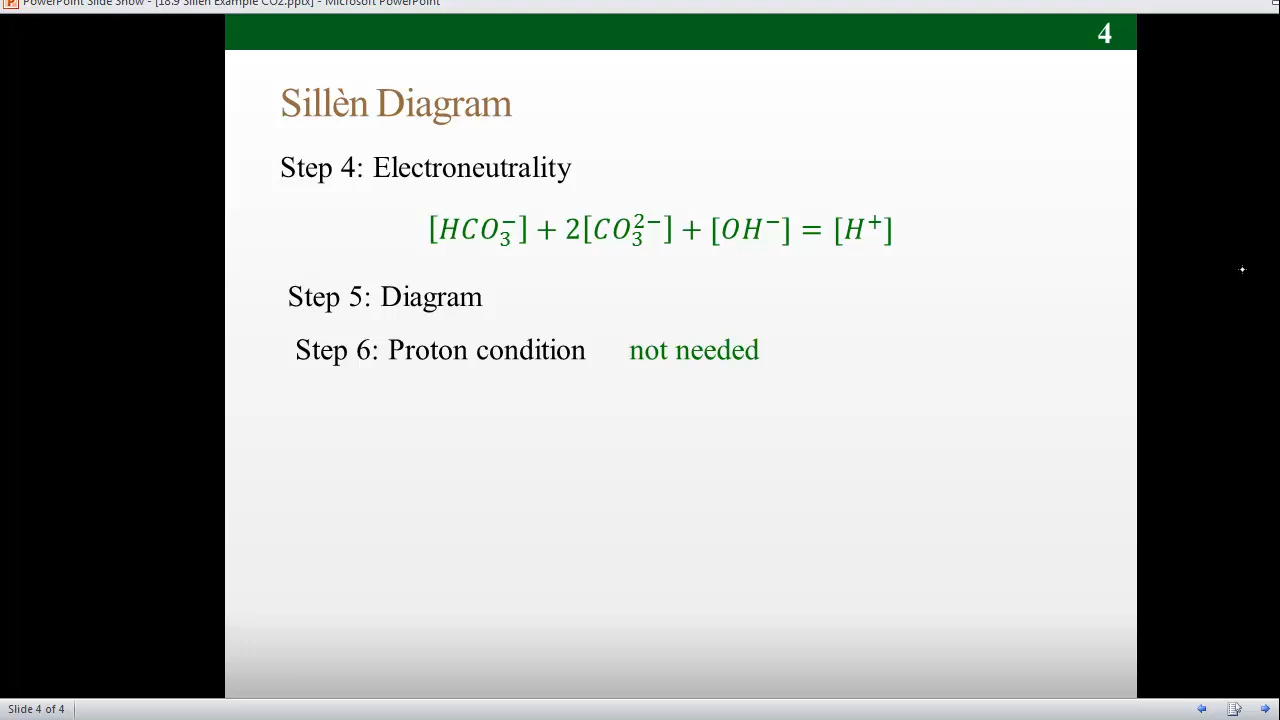 PowerPoint Slide Show - [18.9 Sillen Example CO2.pptx] - Microsoft PowerPoint
4
Sillèn Diagram
Step 4: Electroneutrality
[HCO₃⁻] + 2[CO₃²⁻] + [OH⁻] = [H⁺]
Step 5: Diagram
Step 6: Proton condition not needed
Slide 4 of 4